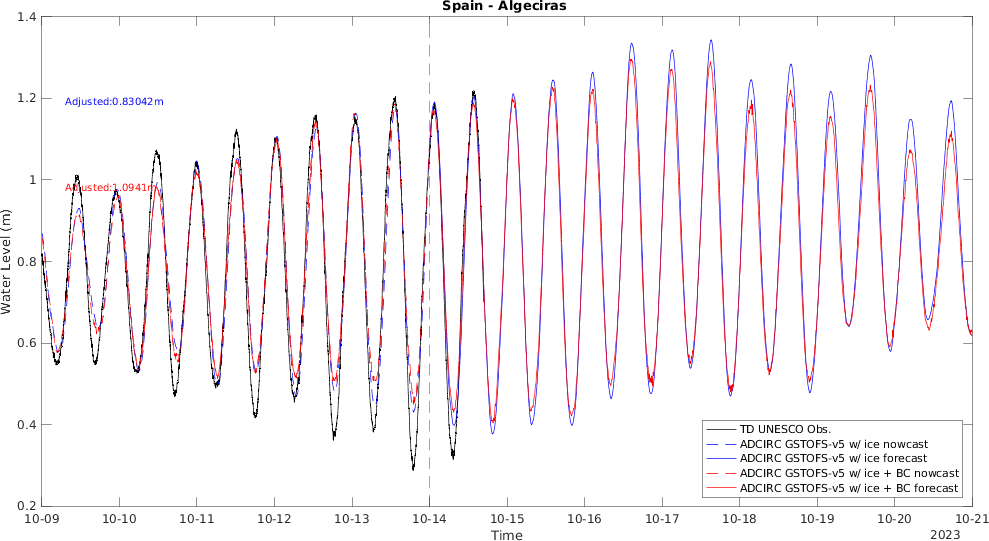 Spain - Algeciras
1.4
1.2
1
0.8
0.6
0.4
0.2
Water Level (m)
Adjusted:0.83042m
Adjusted:1.0941m
TD UNESCO Obs.
ADCIRC GSTOFS-v5 w/ ice nowcast
ADCIRC GSTOFS-v5 w/ ice forecast
ADCIRC GSTOFS-v5 w/ ice + BC nowcast
ADCIRC GSTOFS-v5 w/ ice + BC forecast
10-09 10-10 10-11 10-12 10-13 10-14 10-15 10-16 10-17 10-18 10-19 10-20 10-21
Time
2023